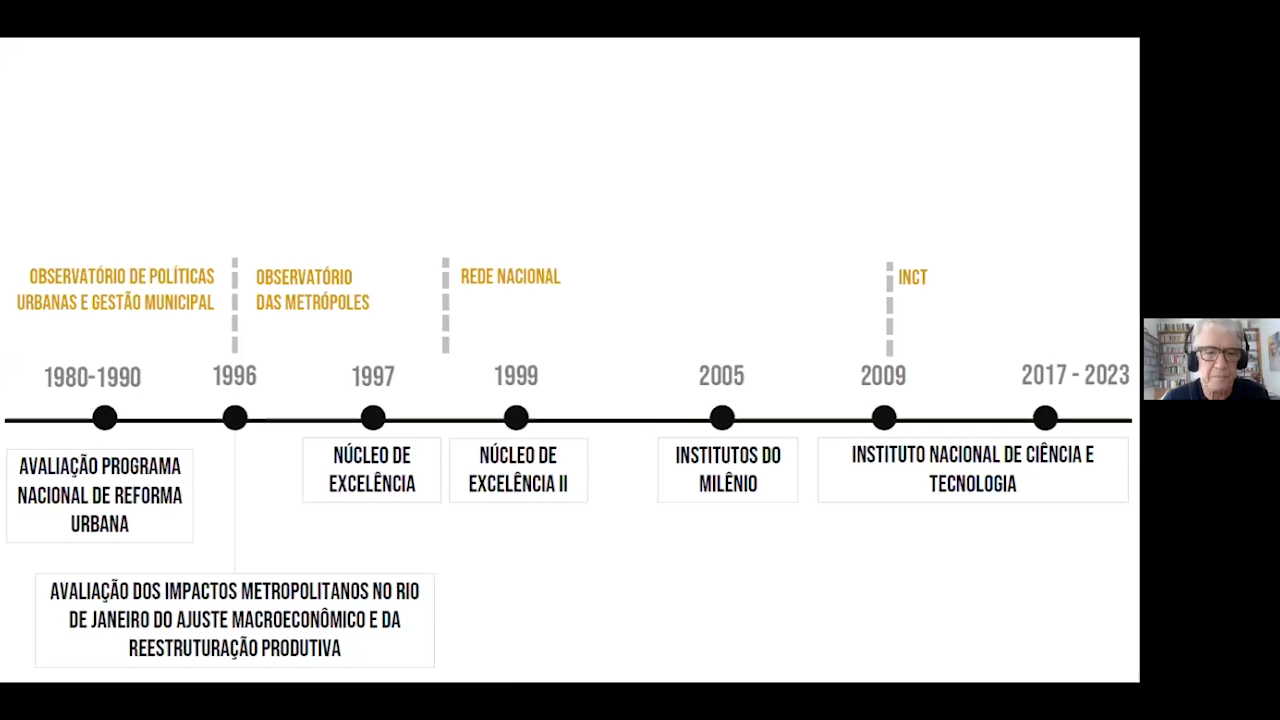 OBSERVATÓRIO DE POLÍTICAS
URBANAS E GESTÃO MUNICIPAL
OBSERVATÓRIO
DAS METRÓPOLES
REDE NACIONAL
INCT
1980-1990
1996
1997
1999
2005
2009
2017 - 2023
AVALIAÇÃO PROGRAMA
NACIONAL DE REFORMA
URBANA
NÚCLEO DE
EXCELÊNCIA
NÚCLEO DE
EXCELÊNCIA II
INSTITUTOS DO
MILÊNIO
INSTITUTO NACIONAL DE CIÊNCIA E
TECNOLOGIA
AVALIAÇÃO DOS IMPACTOS METROPOLITANOS NO RIO
DE JANEIRO DO AJUSTE MACROECONÔMICO E DA
REESTRUTURAÇÃO PRODUTIVA